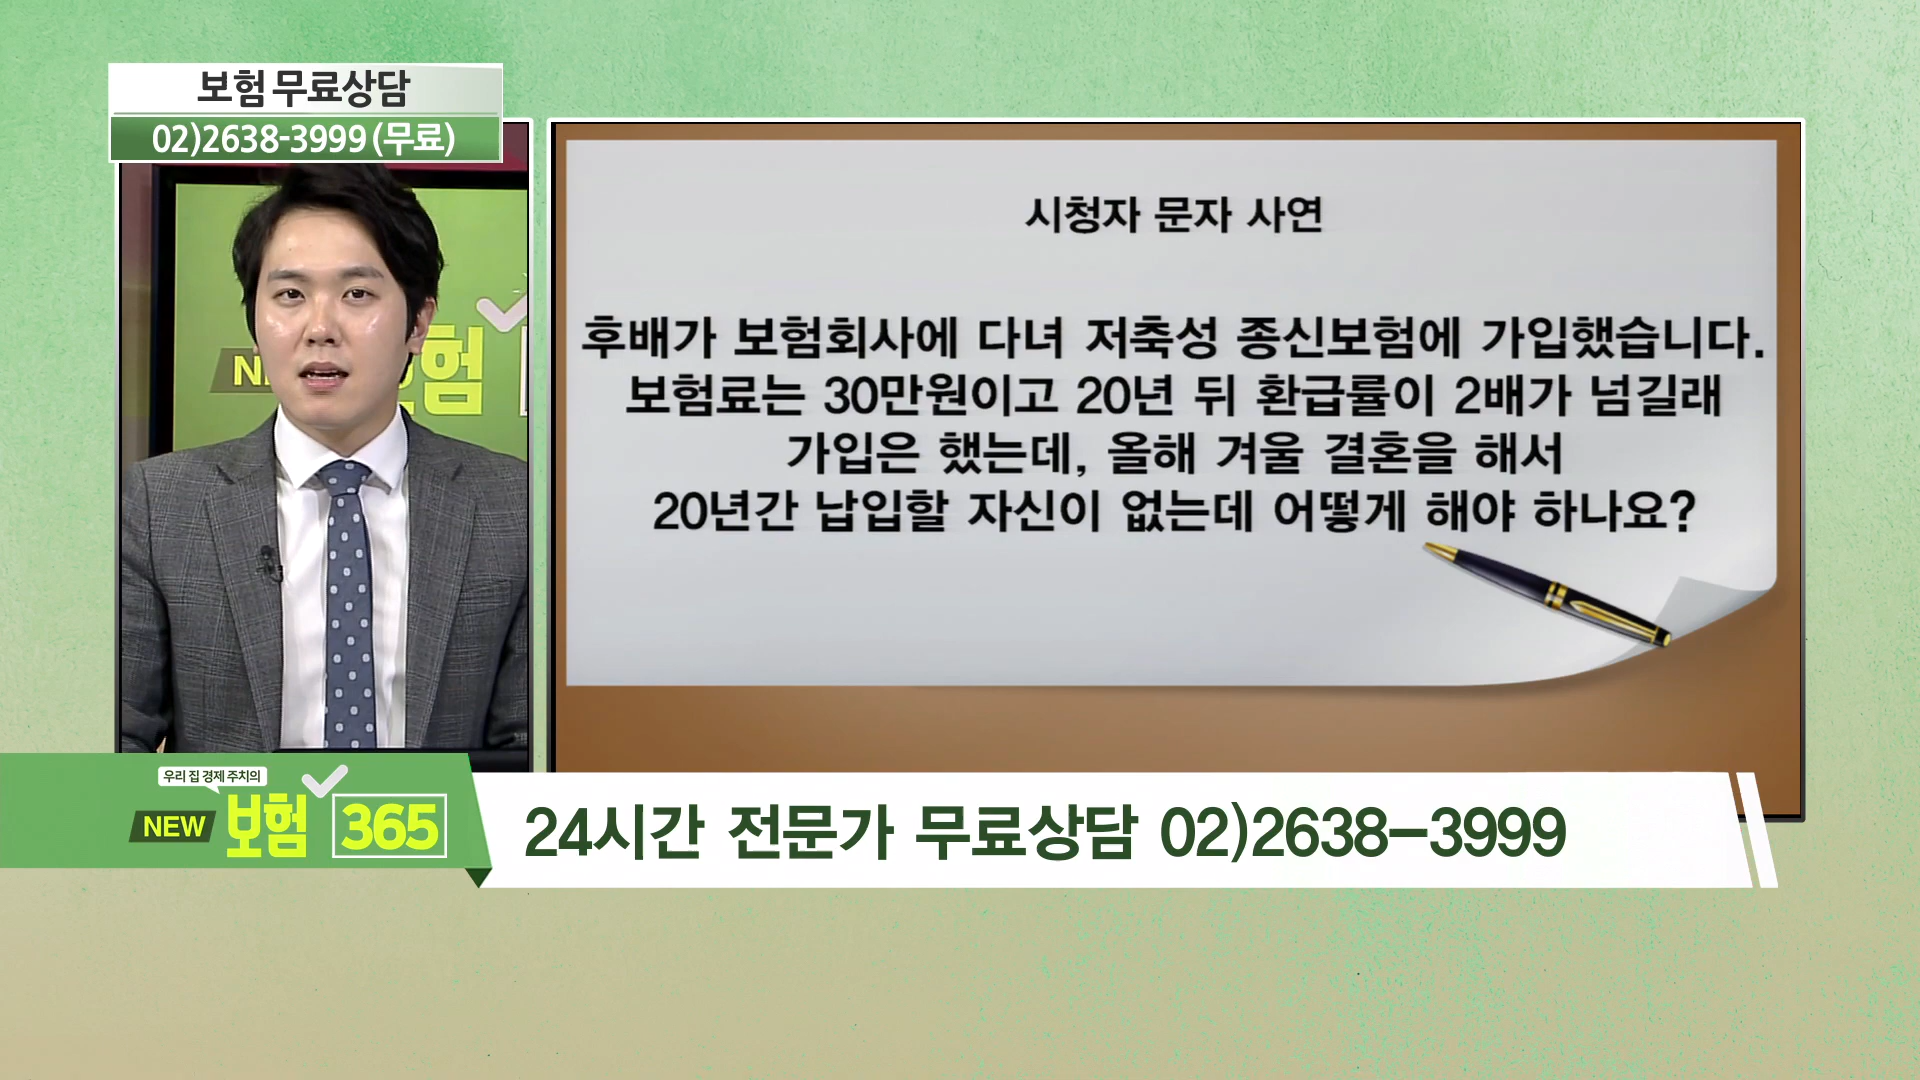 보험 무료상담
02)2638-3999 (무료)
시청자 문자 사연
후배가 보험회사에 다녀 저축성 종신보험에 가입했습니다.
보험료는 30만원이고 20년 뒤 환급률이 2배가 넘길래
가입은 했는데, 올해 겨울 결혼을 해서
20년간 납입할 자신이 없는데 어떻게 해야 하나요?
우리 집 경제 주치의
NEW 보험 365
24시간 전문가 무료상담 02)2638-3999